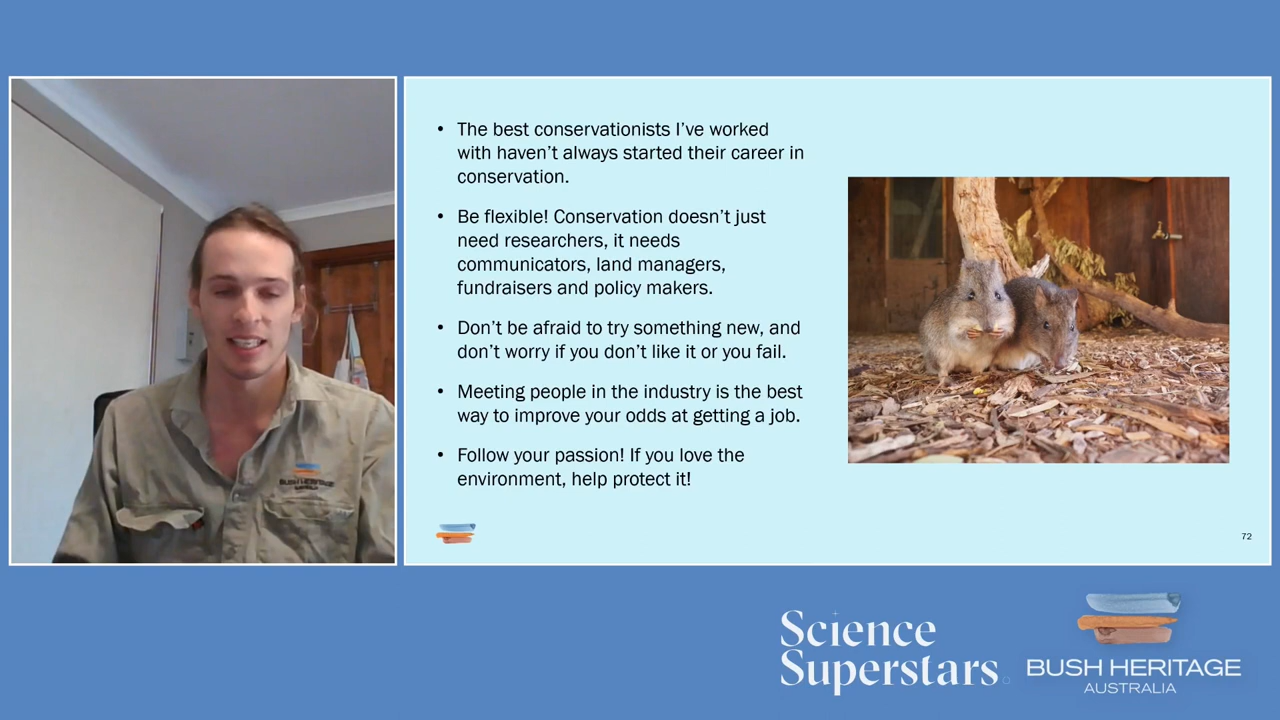 • The best conservationists I've worked
with haven't always started their career in
conservation.
• Be flexible! Conservation doesn't just
need researchers, it needs
communicators, land managers,
fundraisers and policy makers.
• Don't be afraid to try something new, and
don't worry if you don't like it or you fail.
• Meeting people in the industry is the best
way to improve your odds at getting a job.
• Follow your passion! If you love the
environment, help protect it!
72
BUSH HERITAGE
AUSTRALIA
Science
Superstars
BUSH HERITAGE
AUSTRALIA